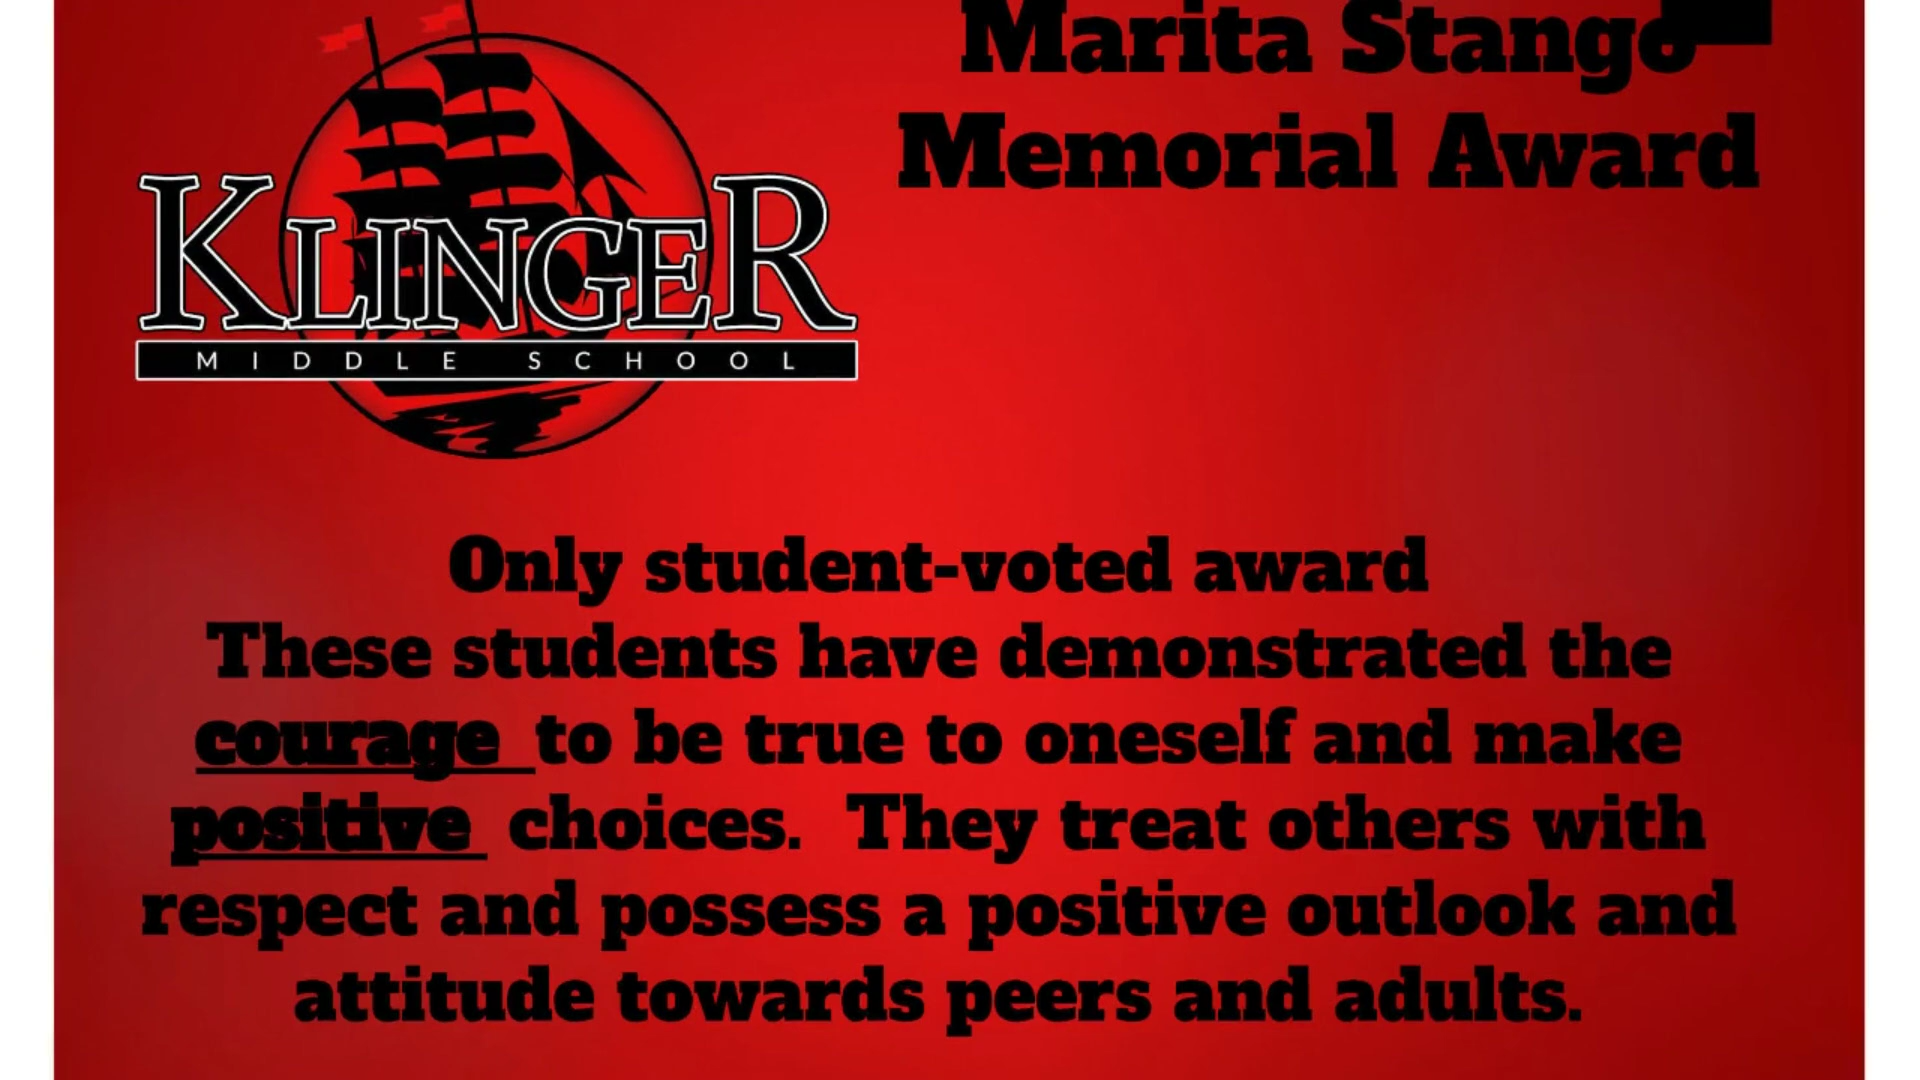 Marita Stango
Memorial Award
KLINGER
MIDDLE SCHOOL
Only student-voted award
These students have demonstrated the
courage to be true to oneself and make
positive choices. They treat others with
respect and possess a positive outlook and
attitude towards peers and adults.